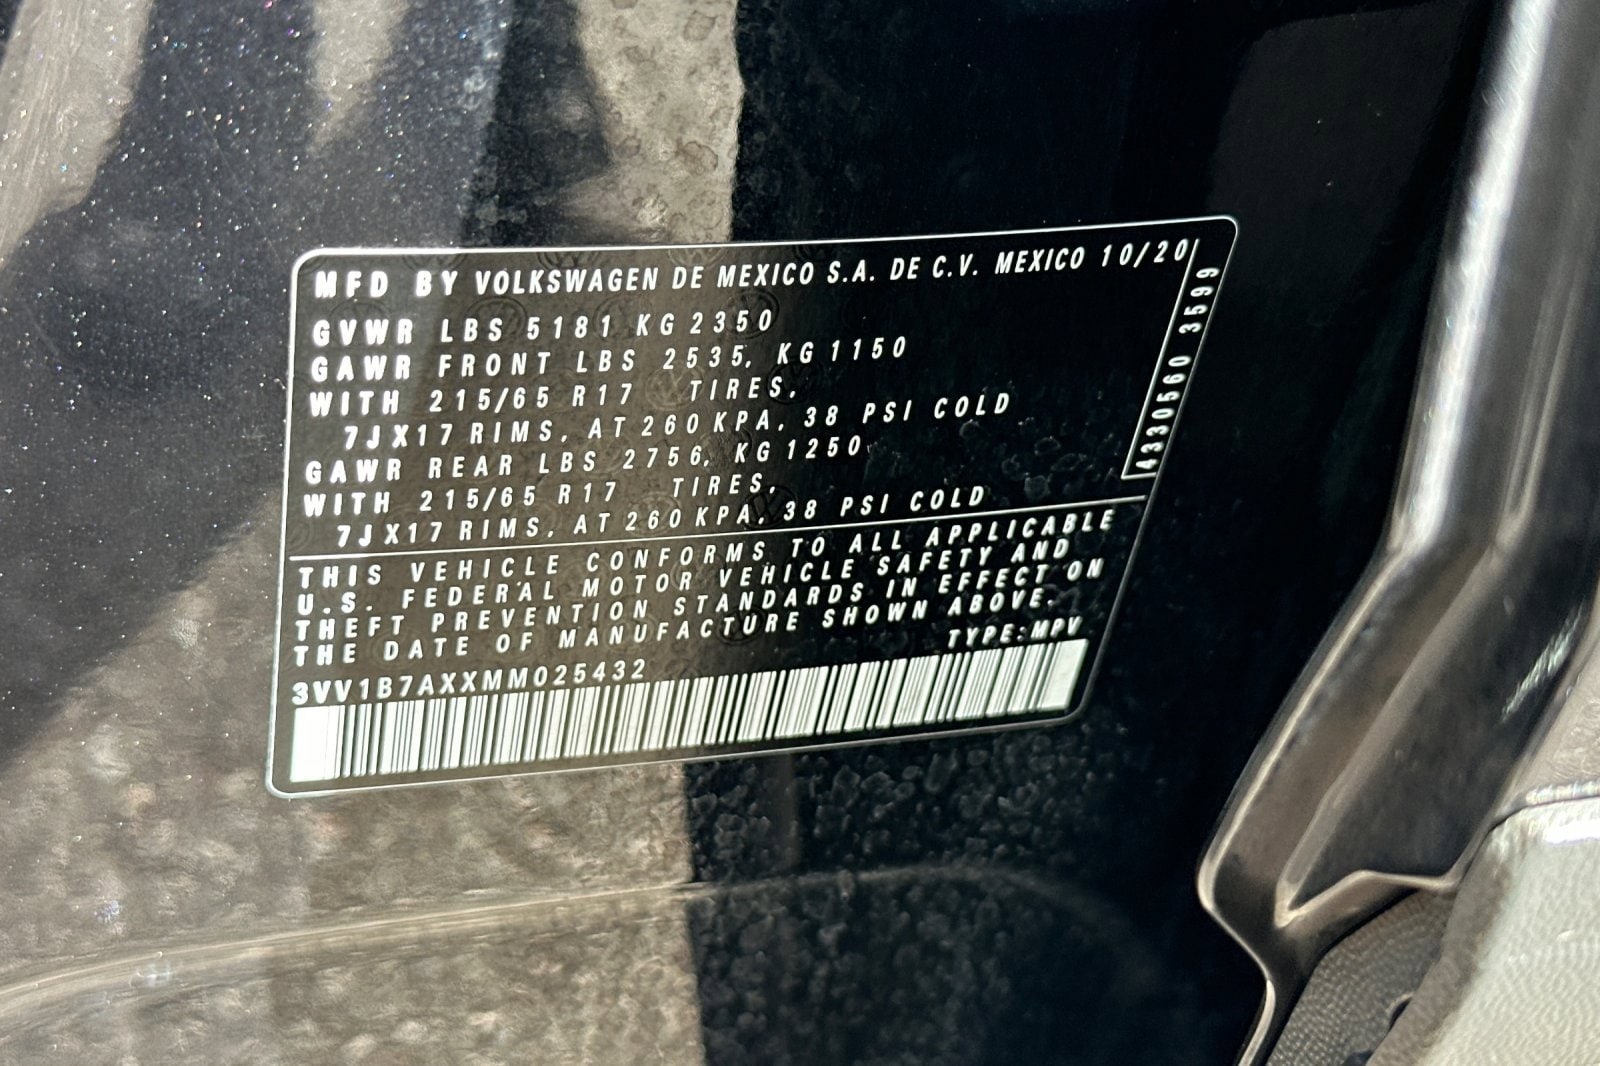 MFD BY VOLKSWAGEN DE MEXICO S.A. DE C.V. MEXICO 10/20
GVWR LBS 5181 KG 2350
GAWR FRONT LBS 2535, KG 1150
WITH 215/65 R17 TIRES,
7JX17 RIMS, AT 260 KPA, 38 PSI COLD
GAWR REAR LBS 2756, KG 1250
WITH 215/65 R17 TIRES,
7JX17 RIMS, AT 260 KPA, 38 PSI COLD
4330560 3599
THIS VEHICLE CONFORMS TO ALL APPLICABLE
U.S. FEDERAL MOTOR VEHICLE SAFETY AND
THEFT PREVENTION STANDARDS IN EFFECT ON
THE DATE OF MANUFACTURE SHOWN ABOVE.
TYPE:MPV
3VV1B7AXXMM025432